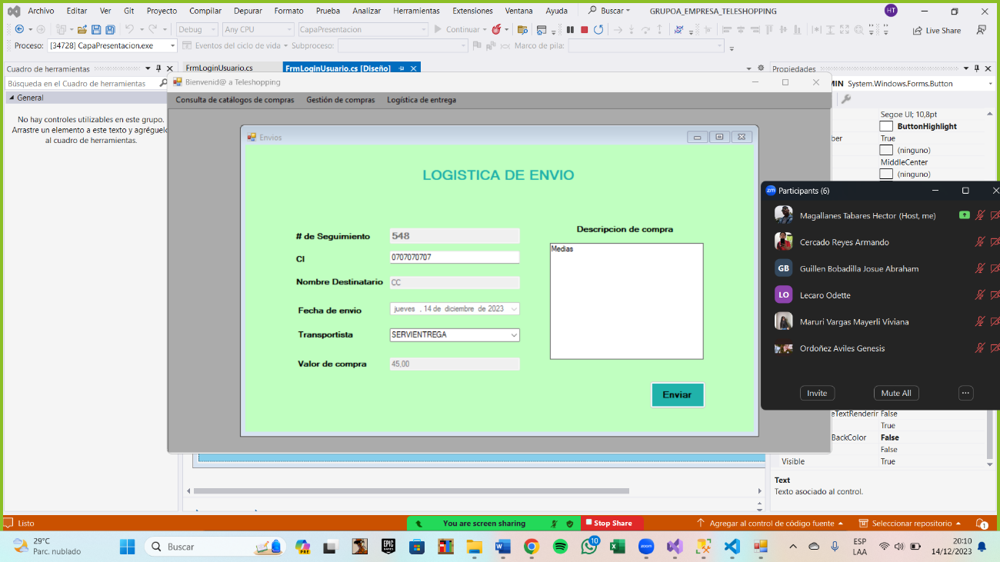 Archivo Editar Ver Git Proyecto Compilar Depurar Formato Prueba Analizar Herramientas Extensiones Ventana Ayuda Buscar GRUPOA_EMPRESA_TELESHOPPING HT
Debug Any CPU CapaPresentacion Continuar Live Share
Proceso: [34728] CapaPresentacion.exe Eventos del ciclo de vida Subproceso: Marco de pila:
Cuadro de herramientas
FrmLoginUsuario.cs
FrmLoginUsuario.cs [Diseño]
Propiedades
Búsqueda en el Cuadro de herramientas
General
No hay controles utilizables en este grupo.
Arrastre un elemento a este texto y agréguelo
al cuadro de herramientas.
Bienvenid@ a Teleshopping
Consulta de catálogos de compras Gestión de compras Logística de entrega
Envios
LOGISTICA DE ENVIO
# de Seguimiento 548
CI 0707070707
Nombre Destinatario CC
Fecha de envio jueves , 14 de diciembre de 2023
Transportista SERVIENTREGA
Valor de compra 45,00
Descripcion de compra
Medias
Enviar
MIN System.Windows.Forms.Button
Segoe UI; 10,8pt
ButtonHighlight
ber True
(ninguno)
MiddleCenter
(ninguno)
zm Participants (6)
Magallanes Tabares Hector (Host, me)
Cercado Reyes Armando
GB Guillen Bobadilla Josue Abraham
LO Lecaro Odette
Maruri Vargas Mayerli Viviana
Ordoñez Aviles Genesis
Invite Mute All ...
eTextRenderir False
True
BackColor False
False
Visible True
Text
Texto asociado al control.
Listo
You are screen sharing Stop Share
Agregar al control de código fuente Seleccionar repositorio 1
29°C
Parc. nublado
Buscar
PRE
EPIC
GAMES
10
zoom
ESP
LAA
20:10
14/12/2023